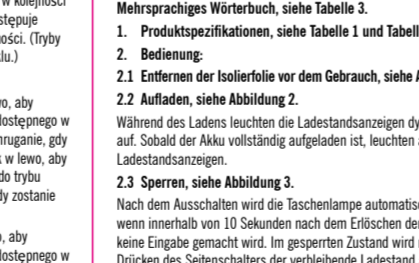 w kolejności
stępuje
ności. (Tryby
klu.)
wo, aby
dostępnego w
mruganie, gdy
k w lewo, aby
do trybu
dy zostanie
o, aby
dostępnego w
Mehrsprachiges Wörterbuch, siehe Tabelle 3.
1. Produktspezifikationen, siehe Tabelle 1 und Tabell
2. Bedienung:
2.1 Entfernen der Isolierfolie vor dem Gebrauch, siehe A
2.2 Aufladen, siehe Abbildung 2.
Während des Ladens leuchten die Ladestandsanzeigen dy
auf. Sobald der Akku vollständig aufgeladen ist, leuchten
Ladestandsanzeigen.
2.3 Sperren, siehe Abbildung 3.
Nach dem Ausschalten wird die Taschenlampe automatis
wenn innerhalb von 10 Sekunden nach dem Erlöschen der
keine Eingabe gemacht wird. Im gesperrten Zustand wird
Drücken des Seitenschalters der verbleibende Ladestand